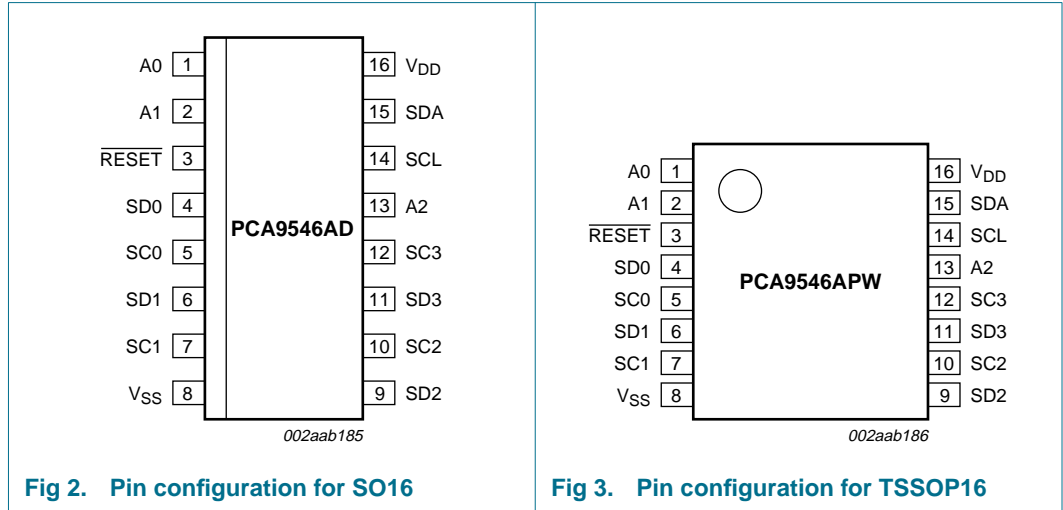 A0 1 16 VDD
A1 2 15 SDA
RESET 3 14 SCL
SD0 4 13 A2
PCA9546AD
SC0 5 12 SC3
SD1 6 11 SD3
SC1 7 10 SC2
VSS 8 9 SD2
002aab185
Fig 2. Pin configuration for SO16
A0 1 16 VDD
A1 2 15 SDA
RESET 3 14 SCL
SD0 4 13 A2
PCA9546APW
SC0 5 12 SC3
SD1 6 11 SD3
SC1 7 10 SC2
VSS 8 9 SD2
002aab186
Fig 3. Pin configuration for TSSOP16